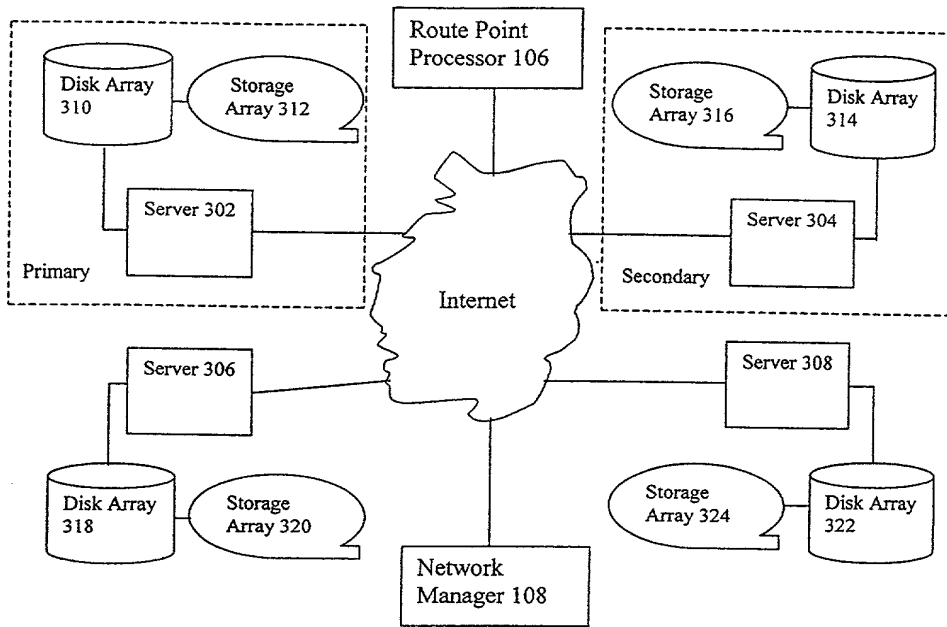 Route Point
Processor 106
Disk Array
310
Storage
Array 312
Storage
Array 316
Disk Array
314
Server 302
Server 304
Primary
Secondary
Internet
Server 306
Server 308
Disk Array
318
Storage
Array 320
Storage
Array 324
Disk Array
322
Network
Manager 108